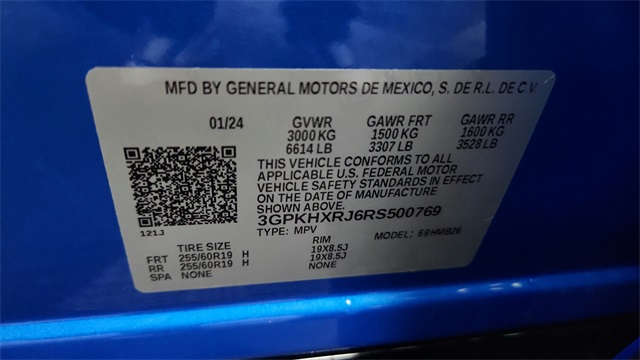 MFD BY GENERAL MOTORS DE MEXICO, S. DE R.L. DE C.V
01/24 GVWR GAWR FRT GAWR RR
3000 KG 1500 KG 1600 KG
6614 LB 3307 LB 3528 LB
THIS VEHICLE CONFORMS TO ALL
APPLICABLE U.S. FEDERAL MOTOR
VEHICLE SAFETY STANDARDS IN EFFECT
ON THE DATE OF MANUFACTURE
SHOWN ABOVE.
3GPKHXRJ6RS500769
121J
TYPE: MPV MODEL: 69HMB26
TIRE SIZE RIM
FRT 255/60R19 H 19X8.5J
RR 255/60R19 H 19X8.5J
SPA NONE NONE